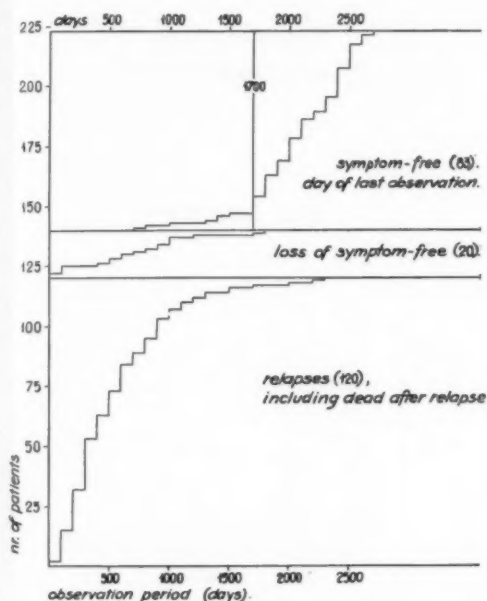 days 500 1000 1500 2000 2500
225
200
1700
175
symptom-free (83).
day of last observation.
150
loss of symptom-free (20).
125
100
relapses (120),
including dead after relapse
75
50
25
nr. of patients
500 1000 1500 2000 2500
observation period (days).